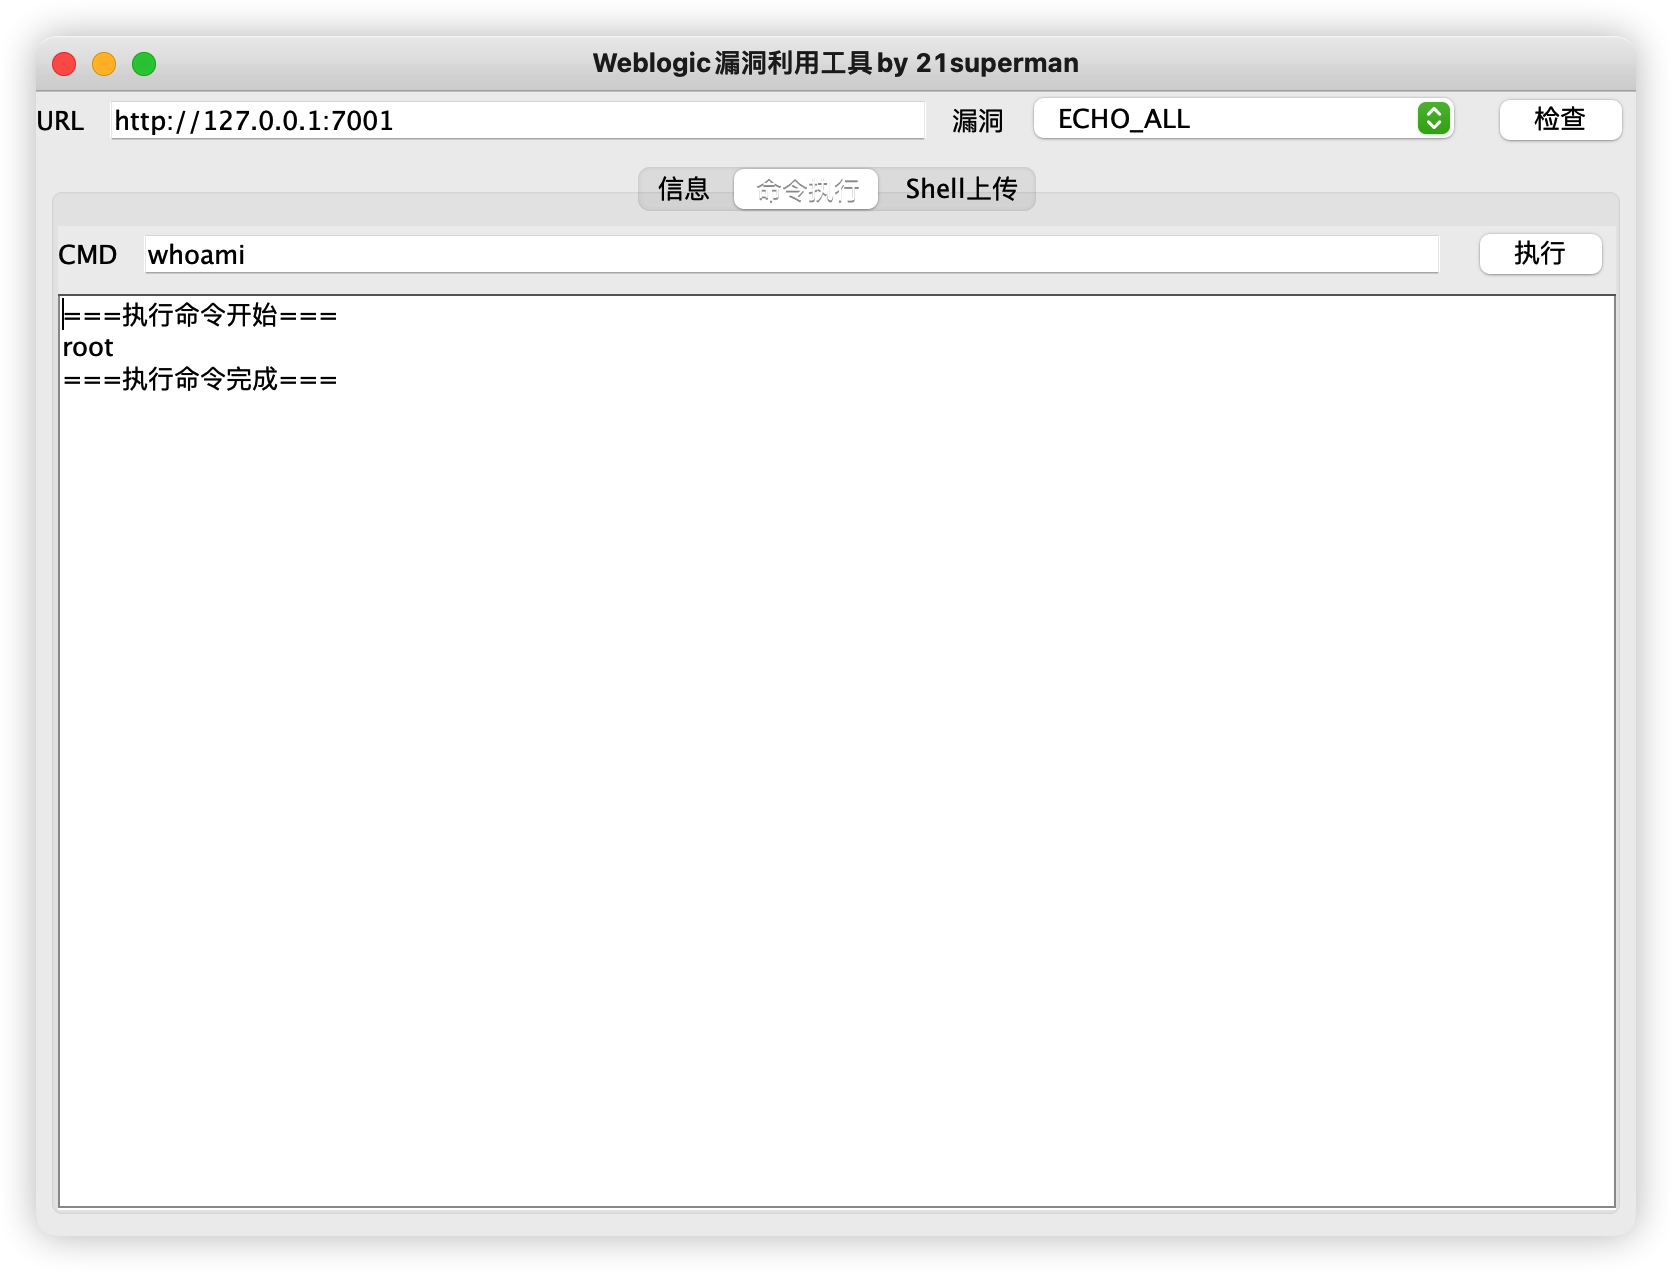 Weblogic漏洞利用工具by 21superman
URL http://127.0.0.1:7001 漏洞 ECHO_ALL 检查
信息 命令执行 Shell上传
CMD whoami 执行
===执行命令开始===
root
===执行命令完成===